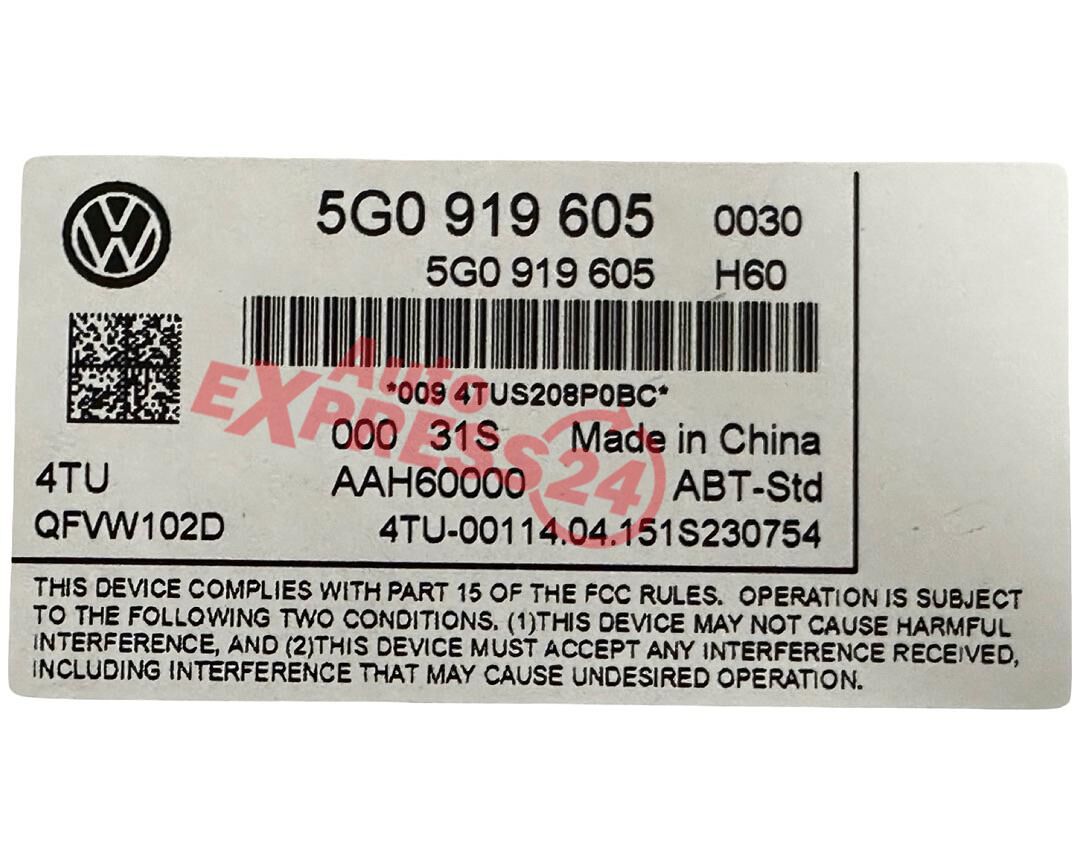 5G0 919 605 0030
5G0 919 605 H60
*009 4TUS208P0BC*
Auto
EXPRESS24
000 31S Made in China
4TU AAH60000 ABT-Std
QFVW102D 4TU-00114.04.151S230754
THIS DEVICE COMPLIES WITH PART 15 OF THE FCC RULES. OPERATION IS SUBJECT
TO THE FOLLOWING TWO CONDITIONS. (1)THIS DEVICE MAY NOT CAUSE HARMFUL
INTERFERENCE, AND (2)THIS DEVICE MUST ACCEPT ANY INTERFERENCE RECEIVED,
INCLUDING INTERFERENCE THAT MAY CAUSE UNDESIRED OPERATION.